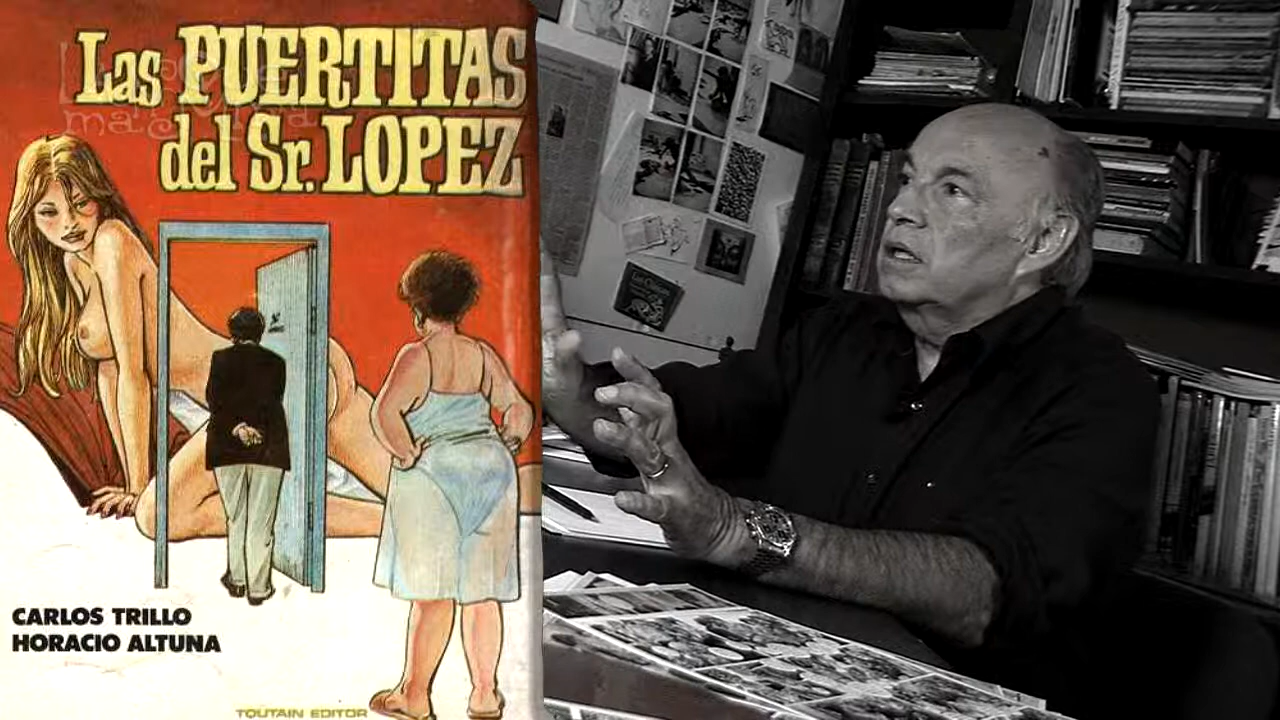 Las PUERTITAS
del Sr. LOPEZ
CARLOS TRILLO
HORACIO ALTUNA
TOUTAIN EDITOR